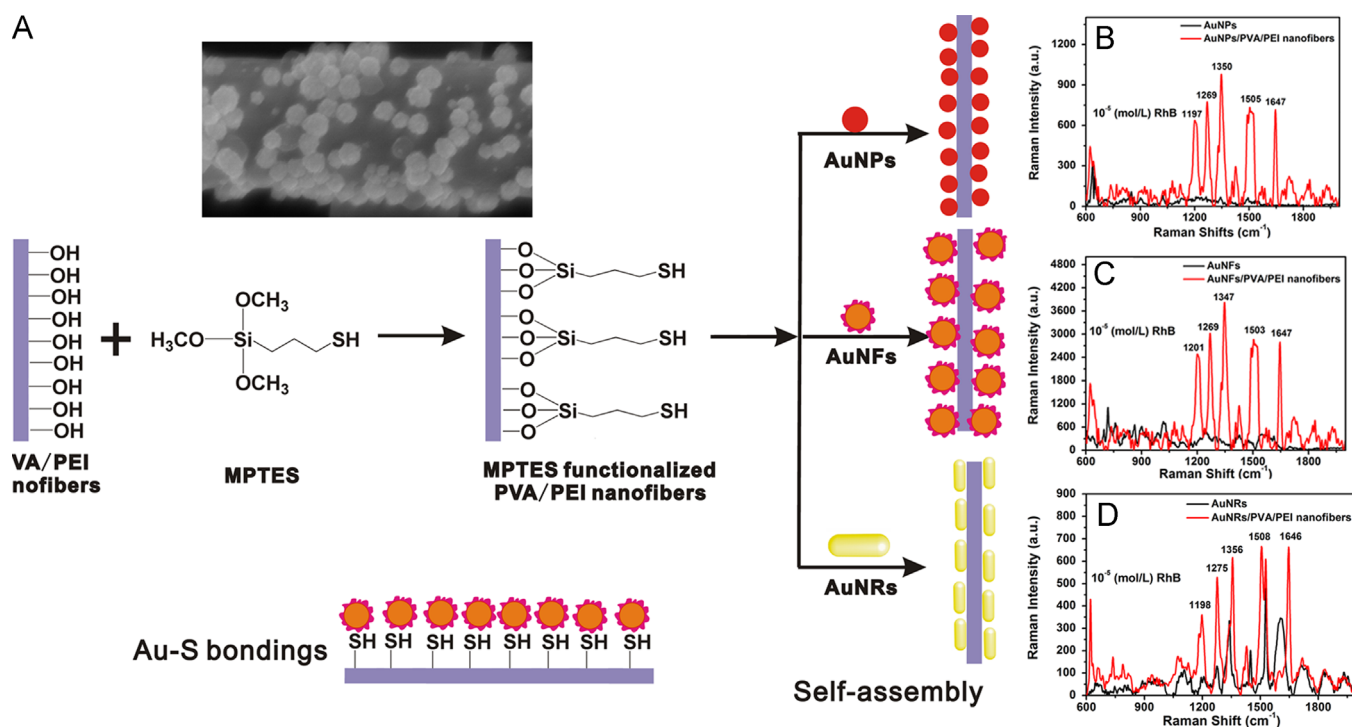 A
OH
OH
OH
OH
OH
OH
OH
OH
OH
VA/PEI
nofibers
+
OCH3
H3CO
Si
SH
OCH3
MPTES
O
O
O
Si
SH
O
O
O
Si
SH
O
O
O
Si
SH
MPTES functionalized
PVA/PEI nanofibers
AuNPs
AuNFs
AuNRs
Au-S bondings
SH SH SH SH SH SH SH SH
Self-assembly
B
AuNPs
AuNPs/PVA/PEI nanofibers
10-5 (mol/L) RhB
1197
1269
1350
1505
1647
Raman Intensity (a.u.)
1200
900
600
300
0
600 900 1200 1500 1800
Raman Shifts (cm-1)
C
AuNFs
AuNFs/PVA/PEI nanofibers
10-5 (mol/L) RhB
1201
1269
1347
1503
1647
Raman Intensity (a.u.)
4800
4200
3600
3000
2400
1800
1200
600
0
600 900 1200 1500 1800
Raman Shifts (cm-1)
D
AuNRs
AuNRs/PVA/PEI nanofibers
10-5 (mol/L) RhB
1198
1275
1356
1508
1646
Raman Intensity (a.u.)
900
800
700
600
500
400
300
200
100
0
600 900 1200 1500 1800
Raman Shift (cm-1)